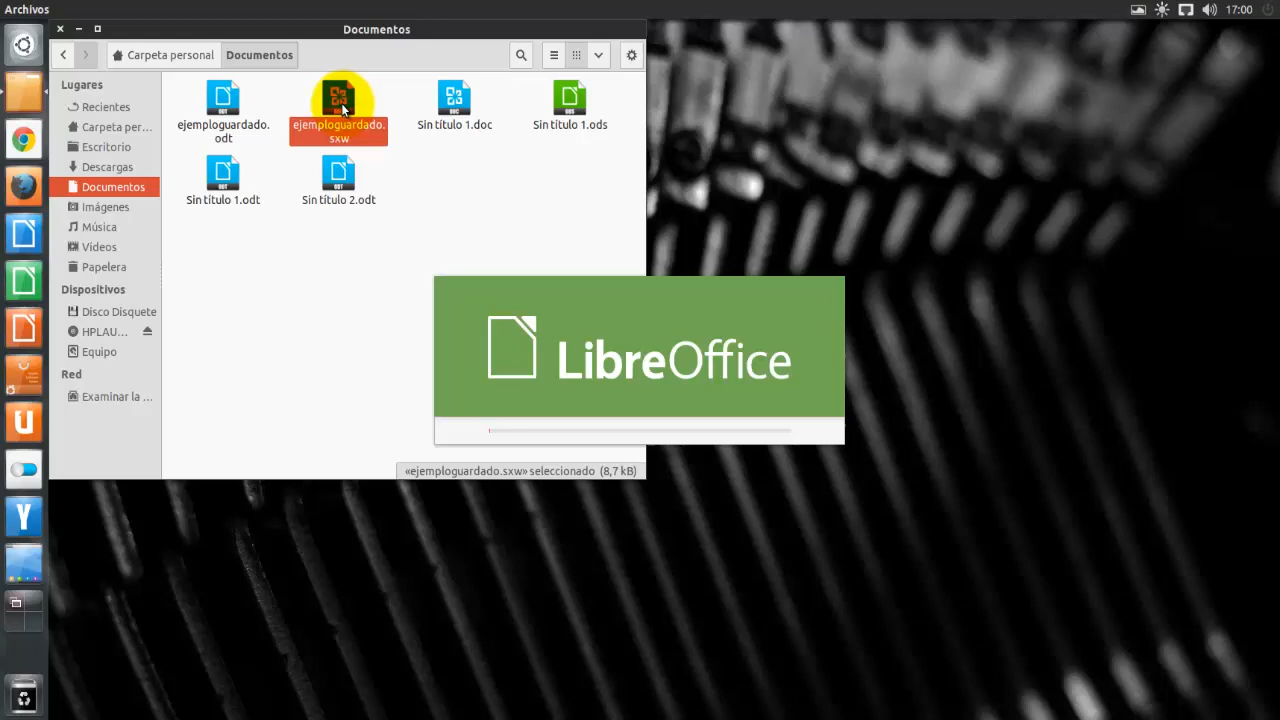 Archivos
17:00
Documentos
Carpeta personal
Documentos
Lugares
Recientes
Carpeta per...
Escritorio
Descargas
Documentos
Imágenes
Música
Vídeos
Papelera
Dispositivos
Disco Disquete
HPLAU...
Equipo
Red
Examinar la ...
ejemploguardado.
odt
ejemploguardado.
sxw
Sin título 1.doc
Sin título 1.ods
Sin título 1.odt
Sin título 2.odt
LibreOffice
«ejemploguardado.sxw» seleccionado (8,7 kB)